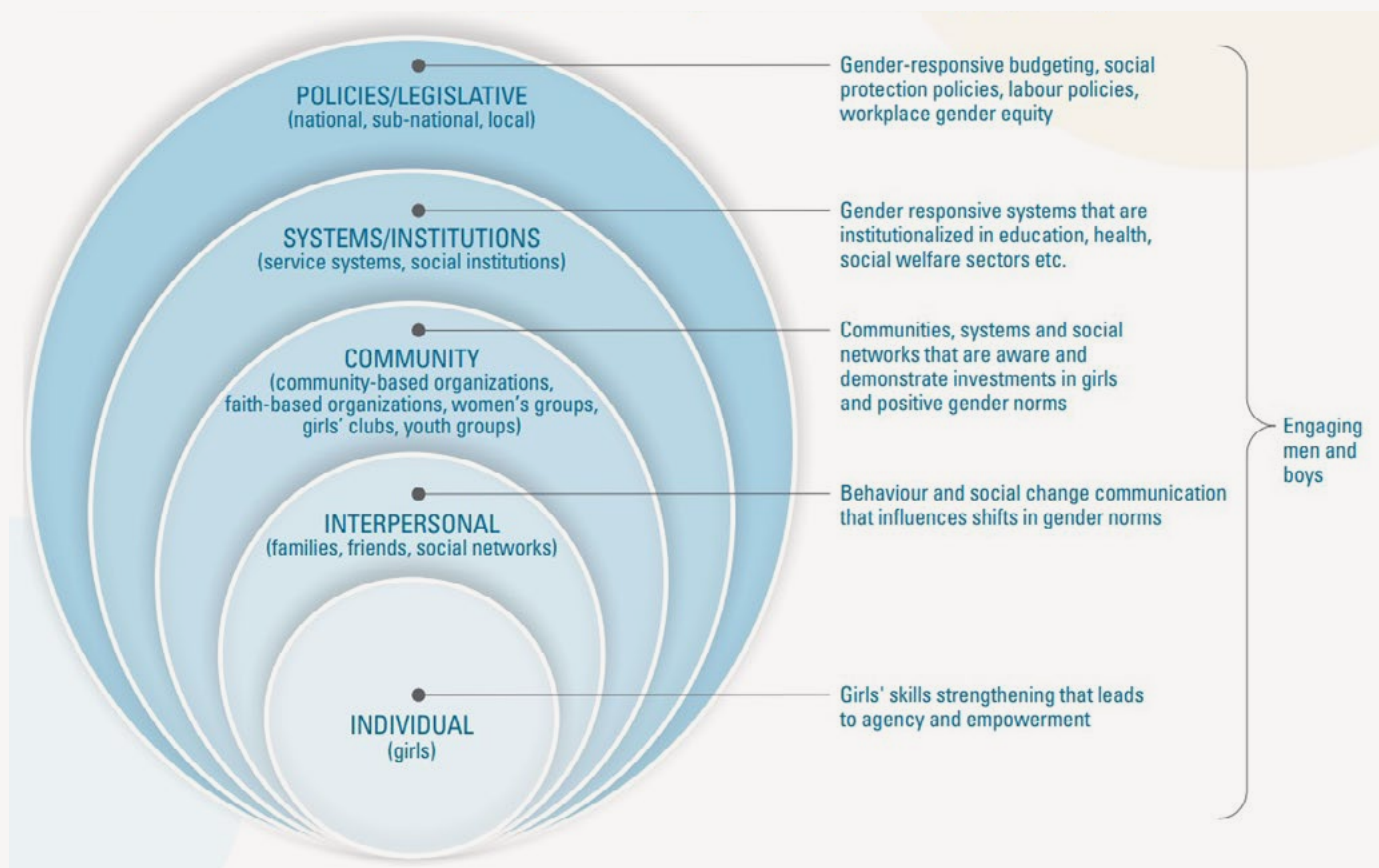 POLICIES/LEGISLATIVE
(national, sub-national, local)
Gender-responsive budgeting, social
protection policies, labour policies,
workplace gender equity
SYSTEMS/INSTITUTIONS
(service systems, social institutions)
Gender responsive systems that are
institutionalized in education, health,
social welfare sectors etc.
COMMUNITY
(community-based organizations,
faith-based organizations, women's groups,
girls' clubs, youth groups)
Communities, systems and social
networks that are aware and
demonstrate investments in girls
and positive gender norms
INTERPERSONAL
(families, friends, social networks)
Behaviour and social change communication
that influences shifts in gender norms
INDIVIDUAL
(girls)
Girls' skills strengthening that leads
to agency and empowerment
Engaging
men and
boys